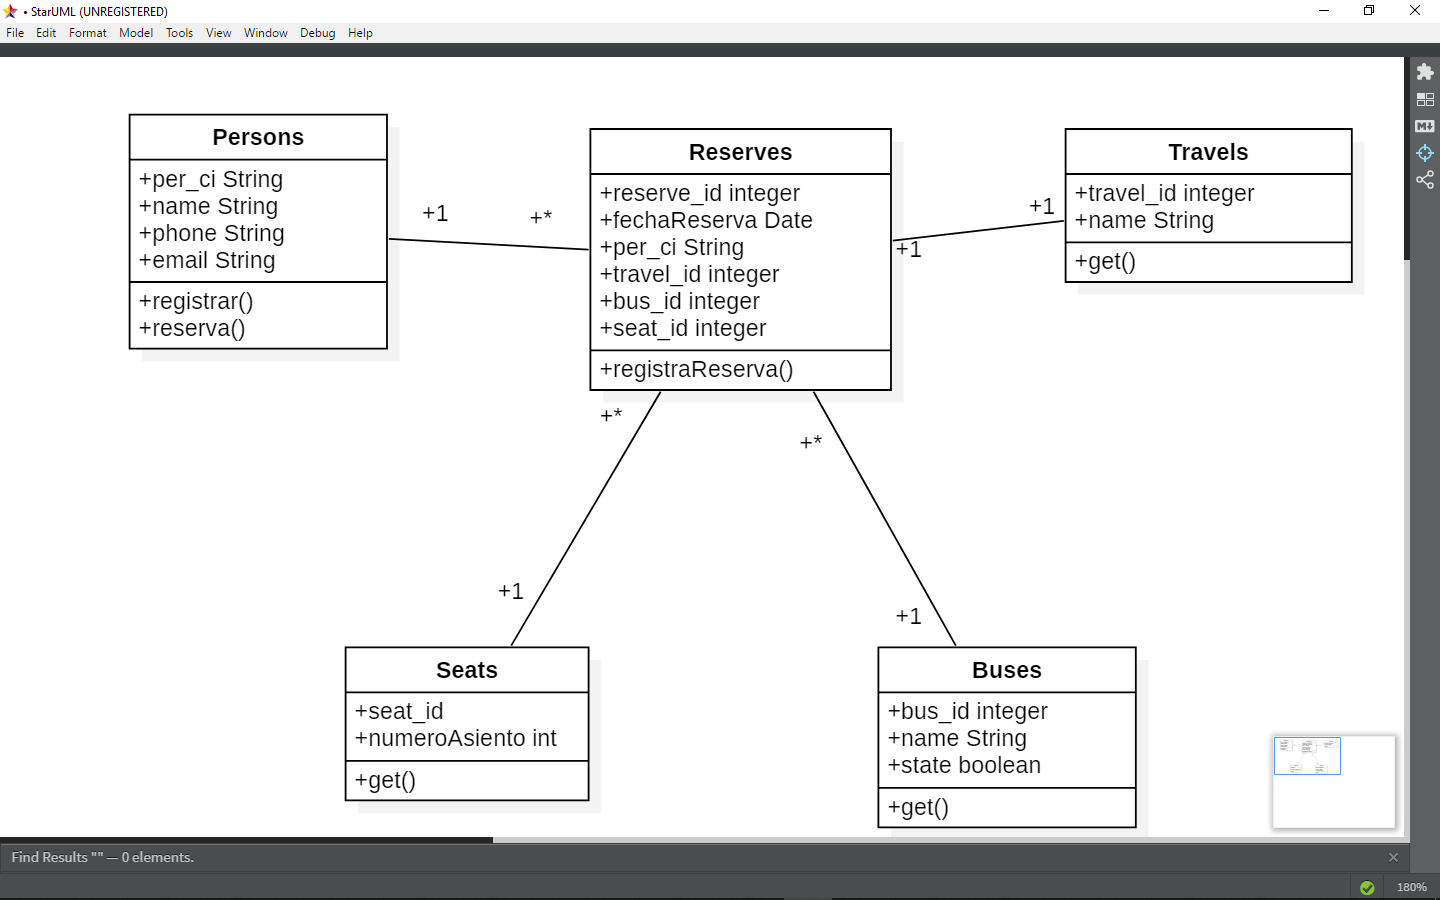 • StarUML (UNREGISTERED)
File Edit Format Model Tools View Window Debug Help
Persons
+per_ci String
+name String
+phone String
+email String
+registrar()
+reserva()
+1
+*
Reserves
+reserve_id integer
+fechaReserva Date
+per_ci String
+travel_id integer
+bus_id integer
+seat_id integer
+registraReserva()
+1
+1
Travels
+travel_id integer
+name String
+get()
+*
+*
+1
+1
Seats
+seat_id
+numeroAsiento int
+get()
Buses
+bus_id integer
+name String
+state boolean
+get()
M
Find Results "" — 0 elements.
180%